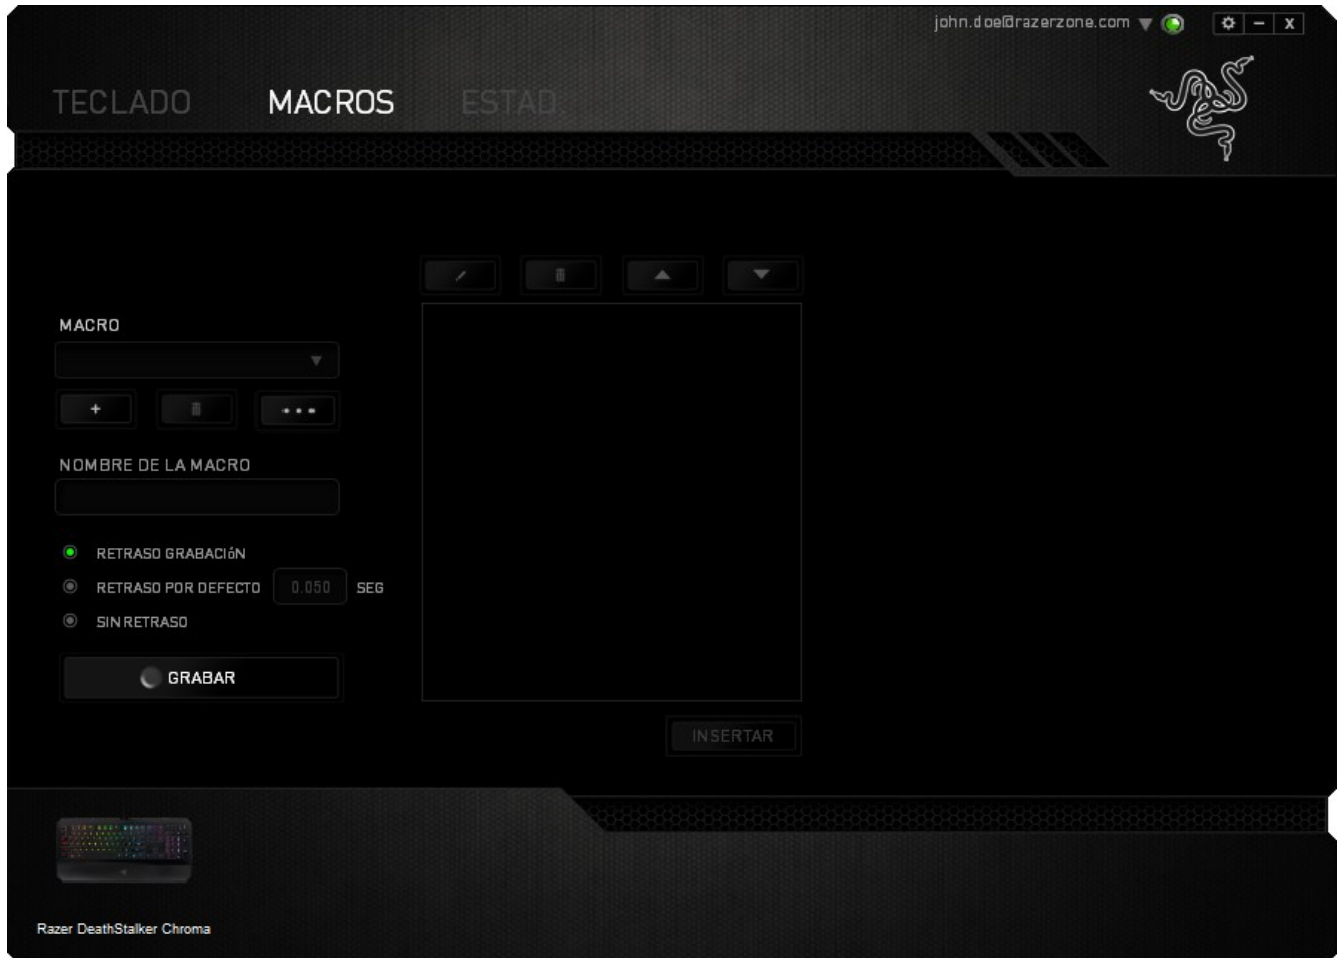 john.doe@razerzone.com
TECLADO MACROS ESTAD.
MACRO
NOMBRE DE LA MACRO
RETRASO GRABACIóN
RETRASO POR DEFECTO 0.050 SEG
SIN RETRASO
GRABAR
INSERTAR
Razer DeathStalker Chroma